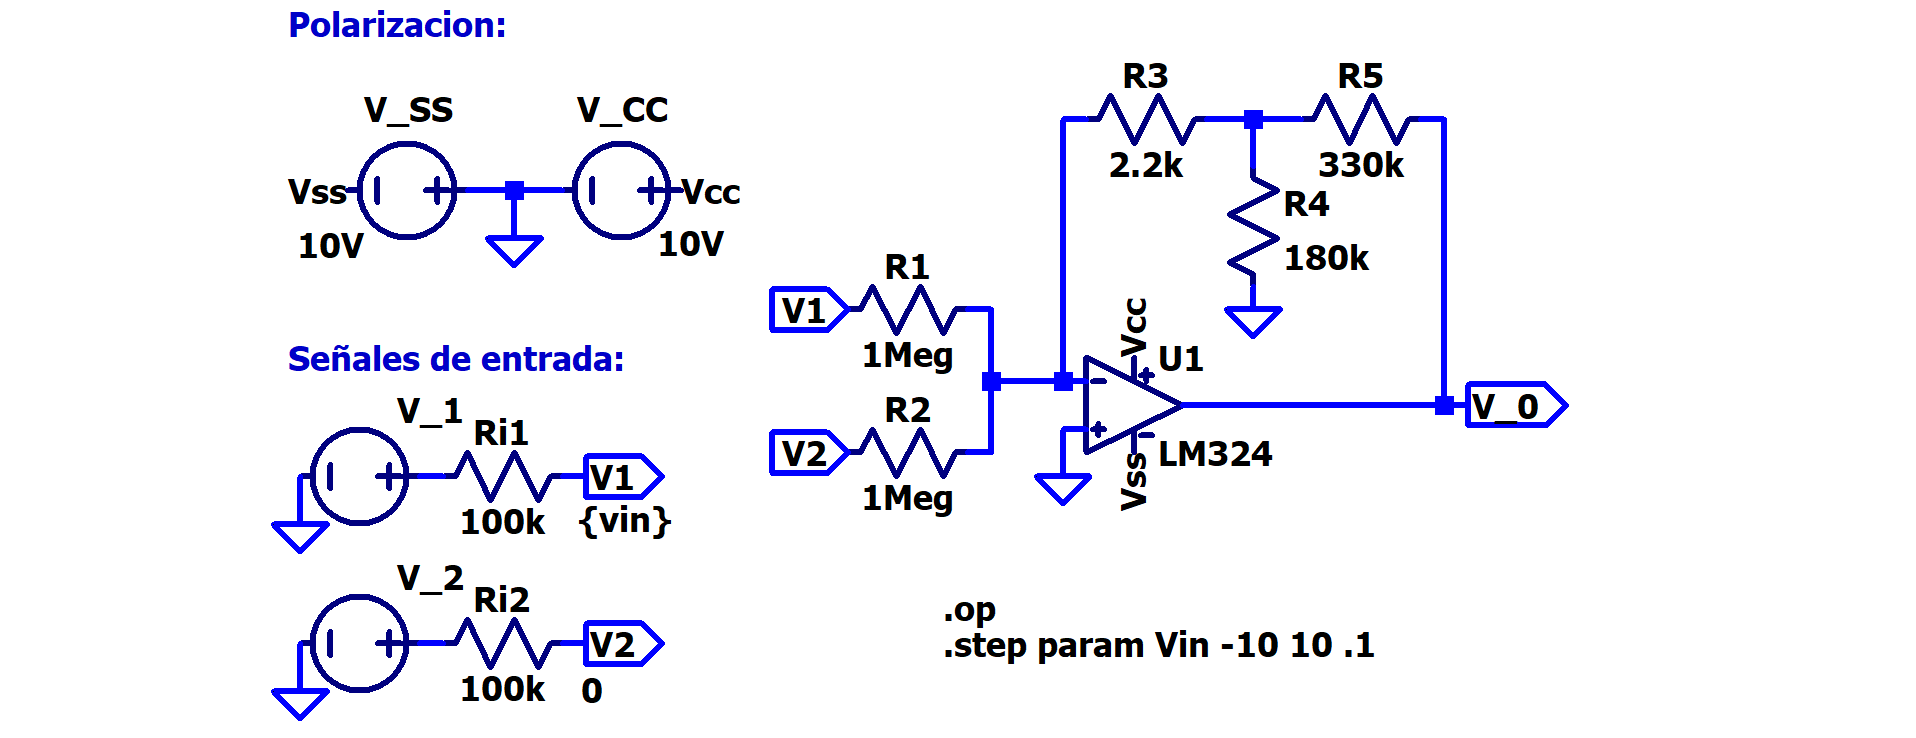 Polarizacion:
V_SS
V_CC
Vss
Vcc
10V
10V
Señales de entrada:
V_1
Ri1
V1
100k
{vin}
V_2
Ri2
V2
100k
0
R3
R5
2.2k
330k
R4
180k
R1
V1
1Meg
R2
V2
1Meg
Vcc
U1
V_0
LM324
Vss
.op
.step param Vin -10 10 .1